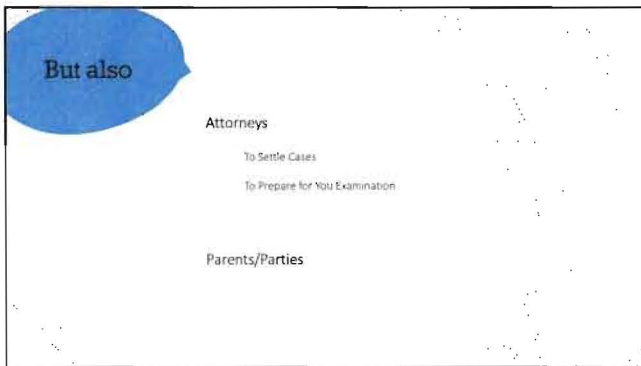 But also
Attorneys
To Settle Cases
To Prepare for You Examination
Parents/Parties